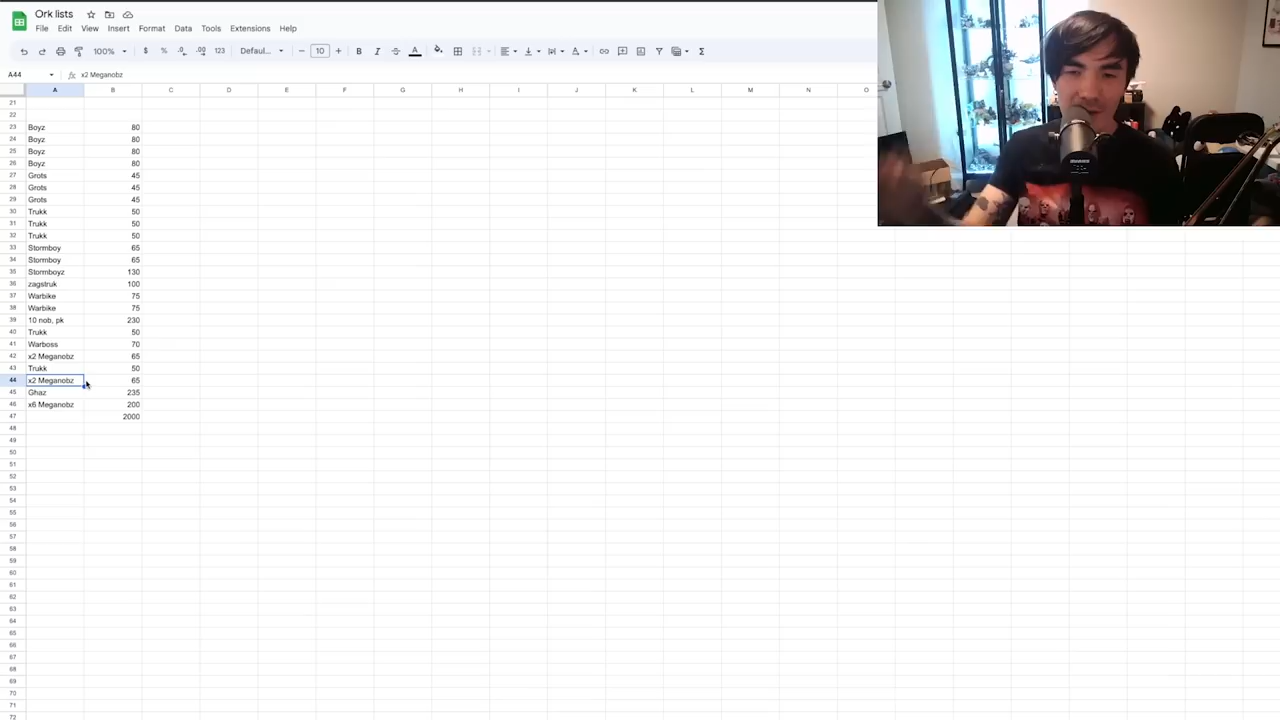 Ork lists
File Edit View Insert Format Data Tools Extensions Help
100% $ % .0 .00 123 Defaul... − 10 + B I A Σ
A44 fx x2 Meganobz
A B C D E F G H I J K L M N O
21
22
23 Boyz 80
24 Boyz 80
25 Boyz 80
26 Boyz 80
27 Grots 45
28 Grots 45
29 Grots 45
30 Trukk 50
31 Trukk 50
32 Trukk 50
33 Stormboy 65
34 Stormboy 65
35 Stormboyz 130
36 zagstruk 100
37 Warbike 75
38 Warbike 75
39 10 nob, pk 230
40 Trukk 50
41 Warboss 70
42 x2 Meganobz 65
43 Trukk 50
44 x2 Meganobz 65
45 Ghaz 235
46 x6 Meganobz 200
47 2000
48
49
50
51
52
53
54
55
56
57
58
59
60
61
62
63
64
65
66
67
68
69
70
71
72